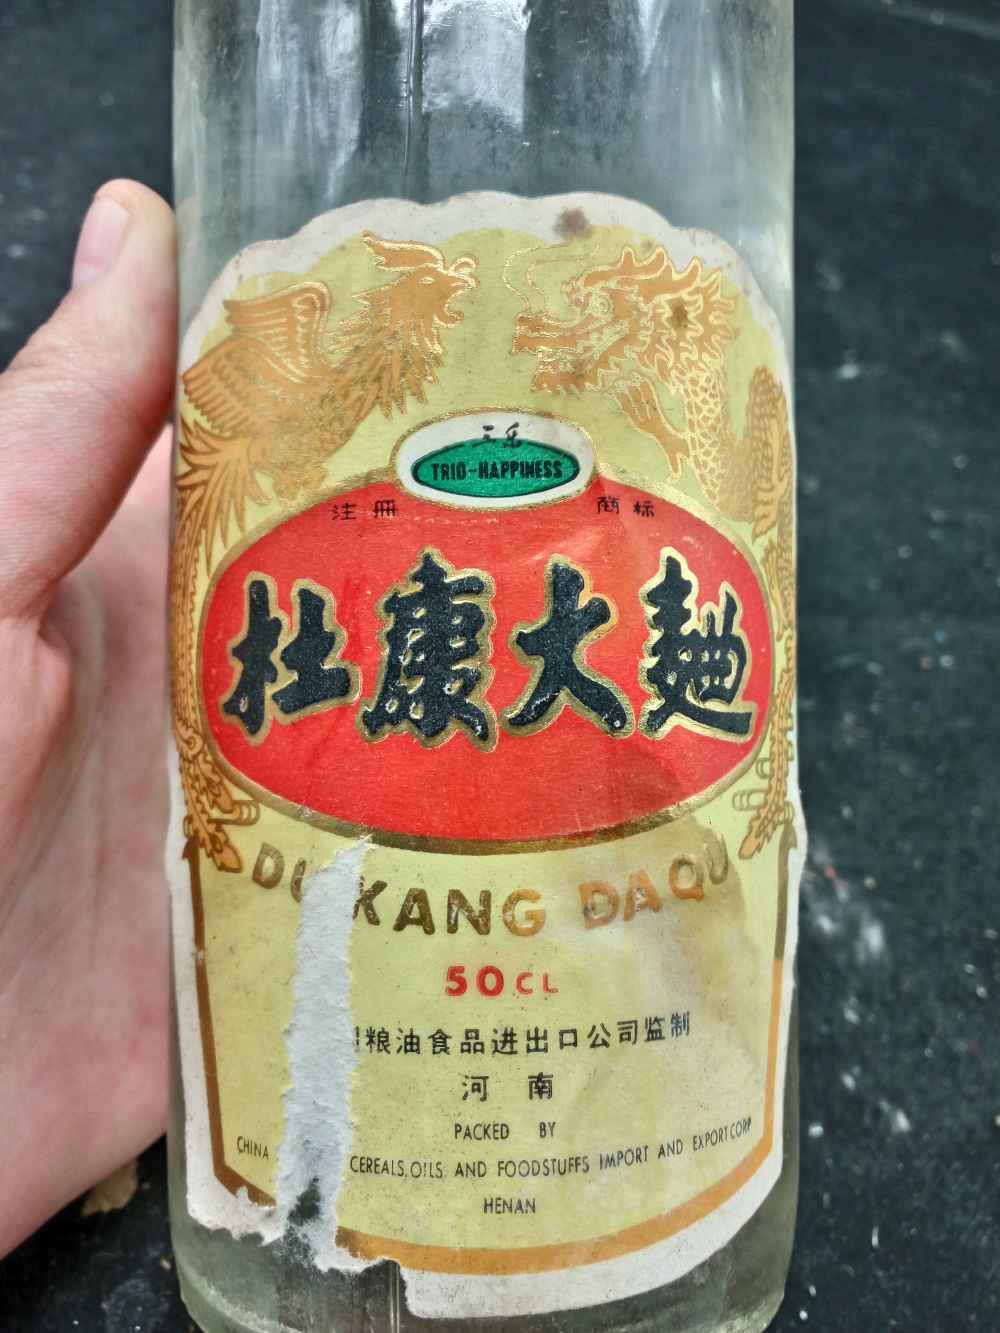 三乐
TRIO-HAPPINESS
注册 商标
杜康大麯
KANG DAQU
50CL
粮油食品进出口公司监制
河南
PACKED BY
CHINA CEREALS, OILS AND FOODSTUFFS IMPORT AND EXPORT CORP
HENAN